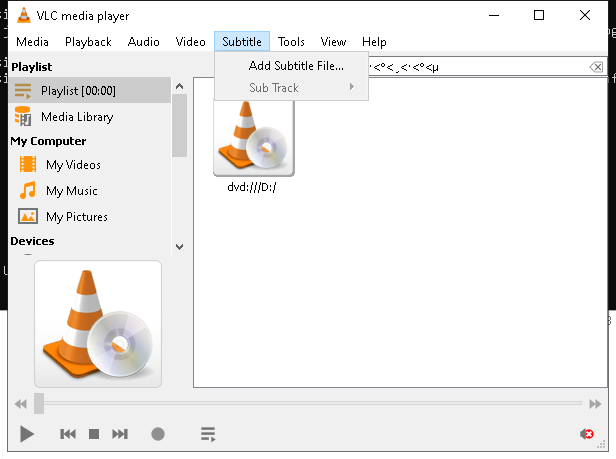 VLC media player
Media Playback Audio Video Subtitle Tools View Help
Playlist
Playlist [00:00]
Media Library
My Computer
My Videos
My Music
My Pictures
Devices
Add Subtitle File...
Sub Track
dvd:///D:/